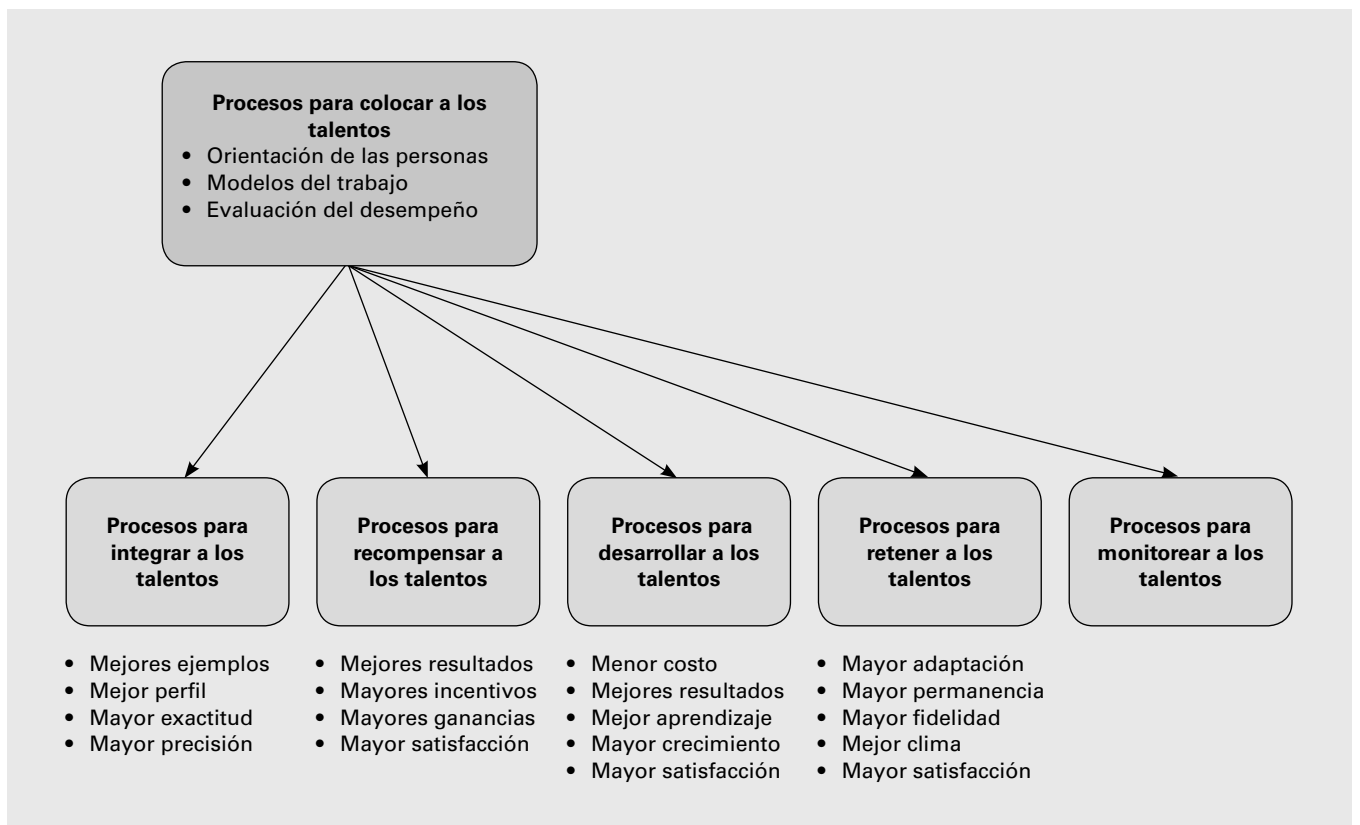 Procesos para colocar a los
talentos
• Orientación de las personas
• Modelos del trabajo
• Evaluación del desempeño
Procesos para
integrar a los
talentos
Procesos para
recompensar a
los talentos
Procesos para
desarrollar a los
talentos
Procesos para
retener a los
talentos
Procesos para
monitorear a los
talentos
• Mejores ejemplos
• Mejor perfil
• Mayor exactitud
• Mayor precisión
• Mejores resultados
• Mayores incentivos
• Mayores ganancias
• Mayor satisfacción
• Menor costo
• Mejores resultados
• Mejor aprendizaje
• Mayor crecimiento
• Mayor satisfacción
• Mayor adaptación
• Mayor permanencia
• Mayor fidelidad
• Mejor clima
• Mayor satisfacción